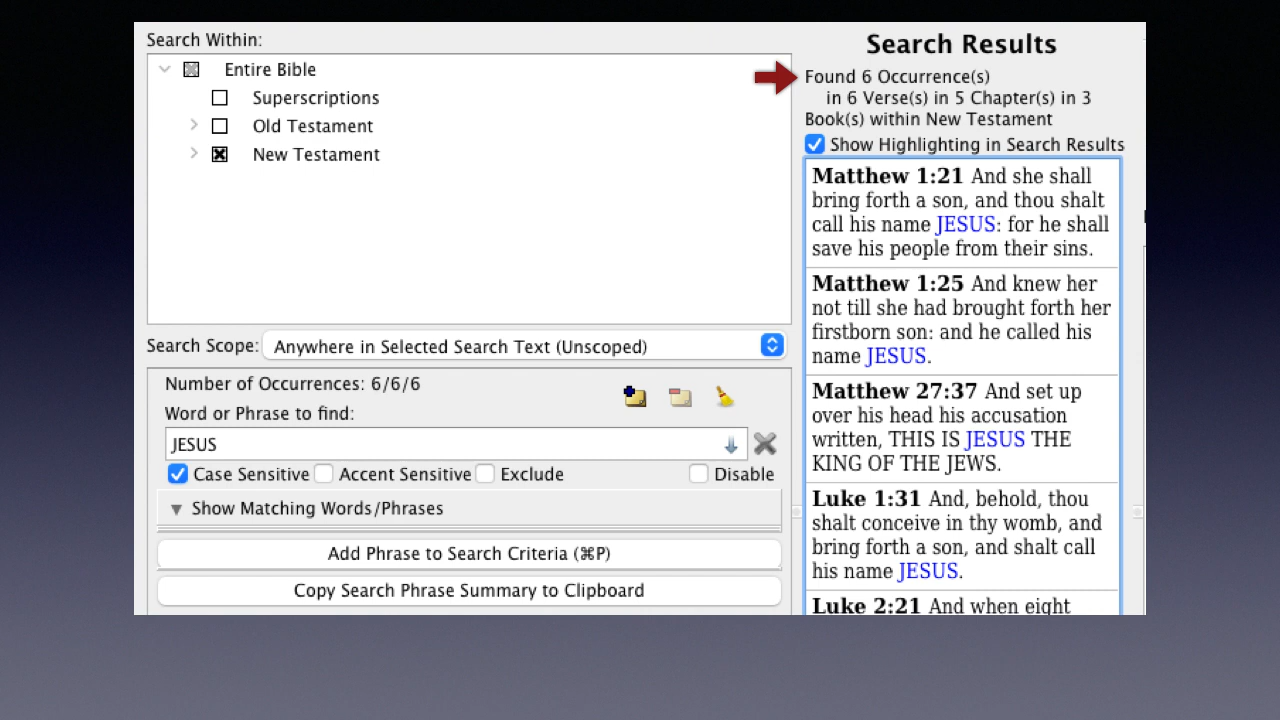 Search Within:
Entire Bible
Superscriptions
Old Testament
New Testament
Search Scope: Anywhere in Selected Search Text (Unscoped)
Number of Occurrences: 6/6/6
Word or Phrase to find:
JESUS
Case Sensitive Accent Sensitive Exclude Disable
Show Matching Words/Phrases
Add Phrase to Search Criteria (⌘P)
Copy Search Phrase Summary to Clipboard
Search Results
Found 6 Occurrence(s)
in 6 Verse(s) in 5 Chapter(s) in 3
Book(s) within New Testament
Show Highlighting in Search Results
Matthew 1:21 And she shall
bring forth a son, and thou shalt
call his name JESUS: for he shall
save his people from their sins.
Matthew 1:25 And knew her
not till she had brought forth her
firstborn son: and he called his
name JESUS.
Matthew 27:37 And set up
over his head his accusation
written, THIS IS JESUS THE
KING OF THE JEWS.
Luke 1:31 And, behold, thou
shalt conceive in thy womb, and
bring forth a son, and shalt call
his name JESUS.
Luke 2:21 And when eight